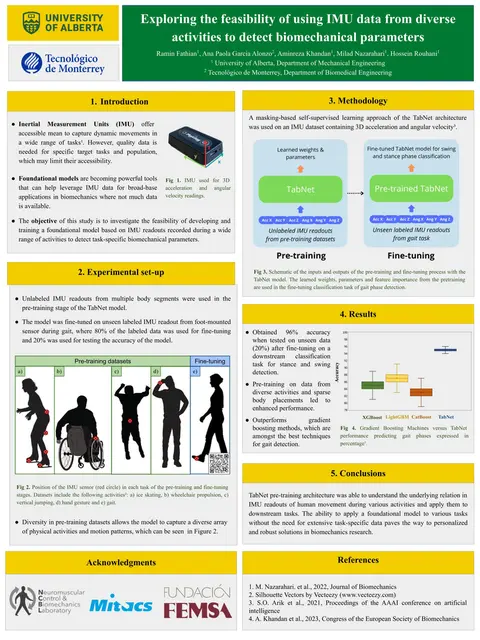 UNIVERSITY
OF ALBERTA
Tecnológico
de Monterrey
Exploring the feasibility of using IMU data from diverse
activities to detect biomechanical parameters
Ramin Fathian¹, Ana Paola García Alonzo², Aminreza Khandan¹, Milad Nazarahari¹, Hossein Rouhani¹
¹ University of Alberta, Department of Mechanical Engineering
² Tecnológico de Monterrey, Department of Biomedical Engineering
1. Introduction
● Inertial Measurement Units (IMU) offer
accessible mean to capture dynamic movements in
a wide range of tasks¹. However, quality data is
needed for specific target tasks and population,
which may limit their accessibility.
● Foundational models are becoming powerful tools
that can help leverage IMU data for broad-base
applications in biomechanics where not much data
is available.
Fig 1. IMU used for 3D
acceleration and angular
velocity readings.
● The objective of this study is to investigate the feasibility of developing and
training a foundational model based on IMU readouts recorded during a wide
range of activities to detect task-specific biomechanical parameters.
2. Experimental set-up
● Unlabeled IMU readouts from multiple body segments were used in the
pre-training stage of the TabNet model.
● The model was fine-tuned on unseen labeled IMU readout from foot-mounted
sensor during gait, where 80% of the labeled data was used for fine-tuning
and 20% was used for testing the accuracy of the model.
Pre-training datasets
Fine-tuning
a)
b)
c)
d)
e)
Fig 2. Position of the IMU sensor (red circle) in each task of the pre-training and fine-tuning
stages. Datasets include the following activities²: a) ice skating, b) wheelchair propulsion, c)
vertical jumping, d) hand gesture and e) gait.
● Diversity in pre-training datasets allows the model to capture a diverse array
of physical activities and motion patterns, which can be seen in Figure 2.
3. Methodology
A masking-based self-supervised learning approach of the TabNet architecture
was used on an IMU dataset containing 3D acceleration and angular velocity³.
Learned weights &
parameters
TabNet
Acc X Acc Y Acc Z Ang X Ang Y Ang Z
Unlabeled IMU readouts
from pre-training datasets
Fine-tuned TabNet model for swing
and stance phase classification
Pre-trained TabNet
Acc X Acc Y Acc Z Ang X Ang Y Ang Z
Unseen labeled IMU readouts
from gait task
Pre-training
Fine-tuning
Fig 3. Schematic of the inputs and outputs of the pre-training and fine-tuning process with the
TabNet model. The learned weights, parameters and feature importance from the pretraining
are used in the fine-tuning classification task of gait phase detection.
4. Results
● Obtained 96% accuracy
when tested on unseen data
(20%) after fine-tuning on a
downstream classification
task for stance and swing
detection.
● Pre-training on data from
diverse activities and sparse
body placements led to
enhanced performance.
● Outperforms gradient
boosting methods, which are
amongst the best techniques
for gait detection.
Accuracy
XGBoost LightGBM CatBoost TabNet
Fig 4. Gradient Boosting Machines versus TabNet
performance predicting gait phases expressed in
percentage⁴.
5. Conclusions
TabNet pre-training architecture was able to understand the underlying relation in
IMU readouts of human movement during various activities and apply them to
downstream tasks. The ability to apply a foundational model to various tasks
without the need for extensive task-specific data paves the way to personalized
and robust solutions in biomechanics research.
Acknowledgments
Neuromuscular
Control &
Biomechanics
Laboratory
Mitacs
FUNDACIÓN
FEMSA
References
1. M. Nazarahari, et al., 2022, Journal of Biomechanics
2. Silhouette Vectors by Vecteezy (www.vecteezy.com)
3. S.O. Arik et al., 2021, Proceedings of the AAAI conference on artificial
intelligence
4. A. Khandan et al., 2023, Congress of the European Society of Biomechanics